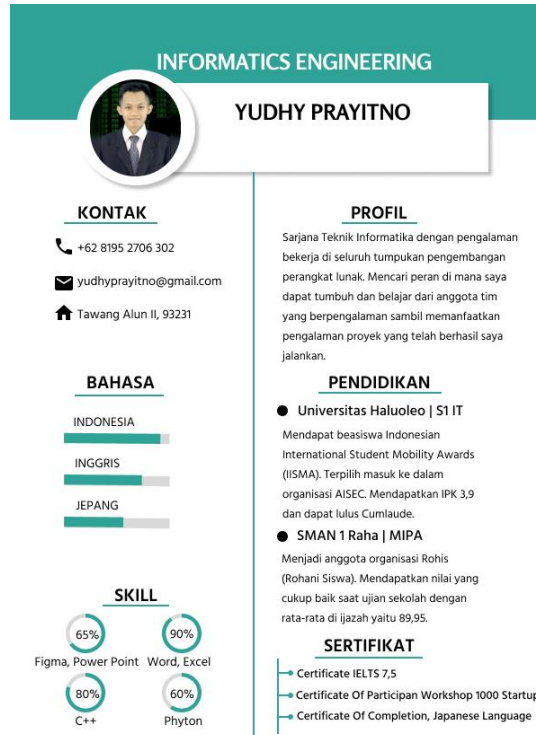 INFORMATICS ENGINEERING
YUDHY PRAYITNO
KONTAK
+62 8195 2706 302
yudhyprayitno@gmail.com
Tawang Alun II, 93231
BAHASA
INDONESIA
INGGRIS
JEPANG
SKILL
65%
90%
Figma, Power Point
Word, Excel
80%
60%
C++
Phyton
PROFIL
Sarjana Teknik Informatika dengan pengalaman
bekerja di seluruh tumpukan pengembangan
perangkat lunak. Mencari peran di mana saya
dapat tumbuh dan belajar dari anggota tim
yang berpengalaman sambil memanfaatkan
pengalaman proyek yang telah berhasil saya
jalankan.
PENDIDIKAN
Universitas Haluoleo | S1 IT
Mendapat beasiswa Indonesian
International Student Mobility Awards
(IISMA). Terpilih masuk ke dalam
organisasi AISEC. Mendapatkan IPK 3,9
dan dapat lulus Cumlaude.
SMAN 1 Raha | MIPA
Menjadi anggota organisasi Rohis
(Rohani Siswa). Mendapatkan nilai yang
cukup baik saat ujian sekolah dengan
rata-rata di ijazah yaitu 89,95.
SERTIFIKAT
Certificate IELTS 7,5
Certificate Of Participan Workshop 1000 Startup
Certificate Of Completion, Japanese Language